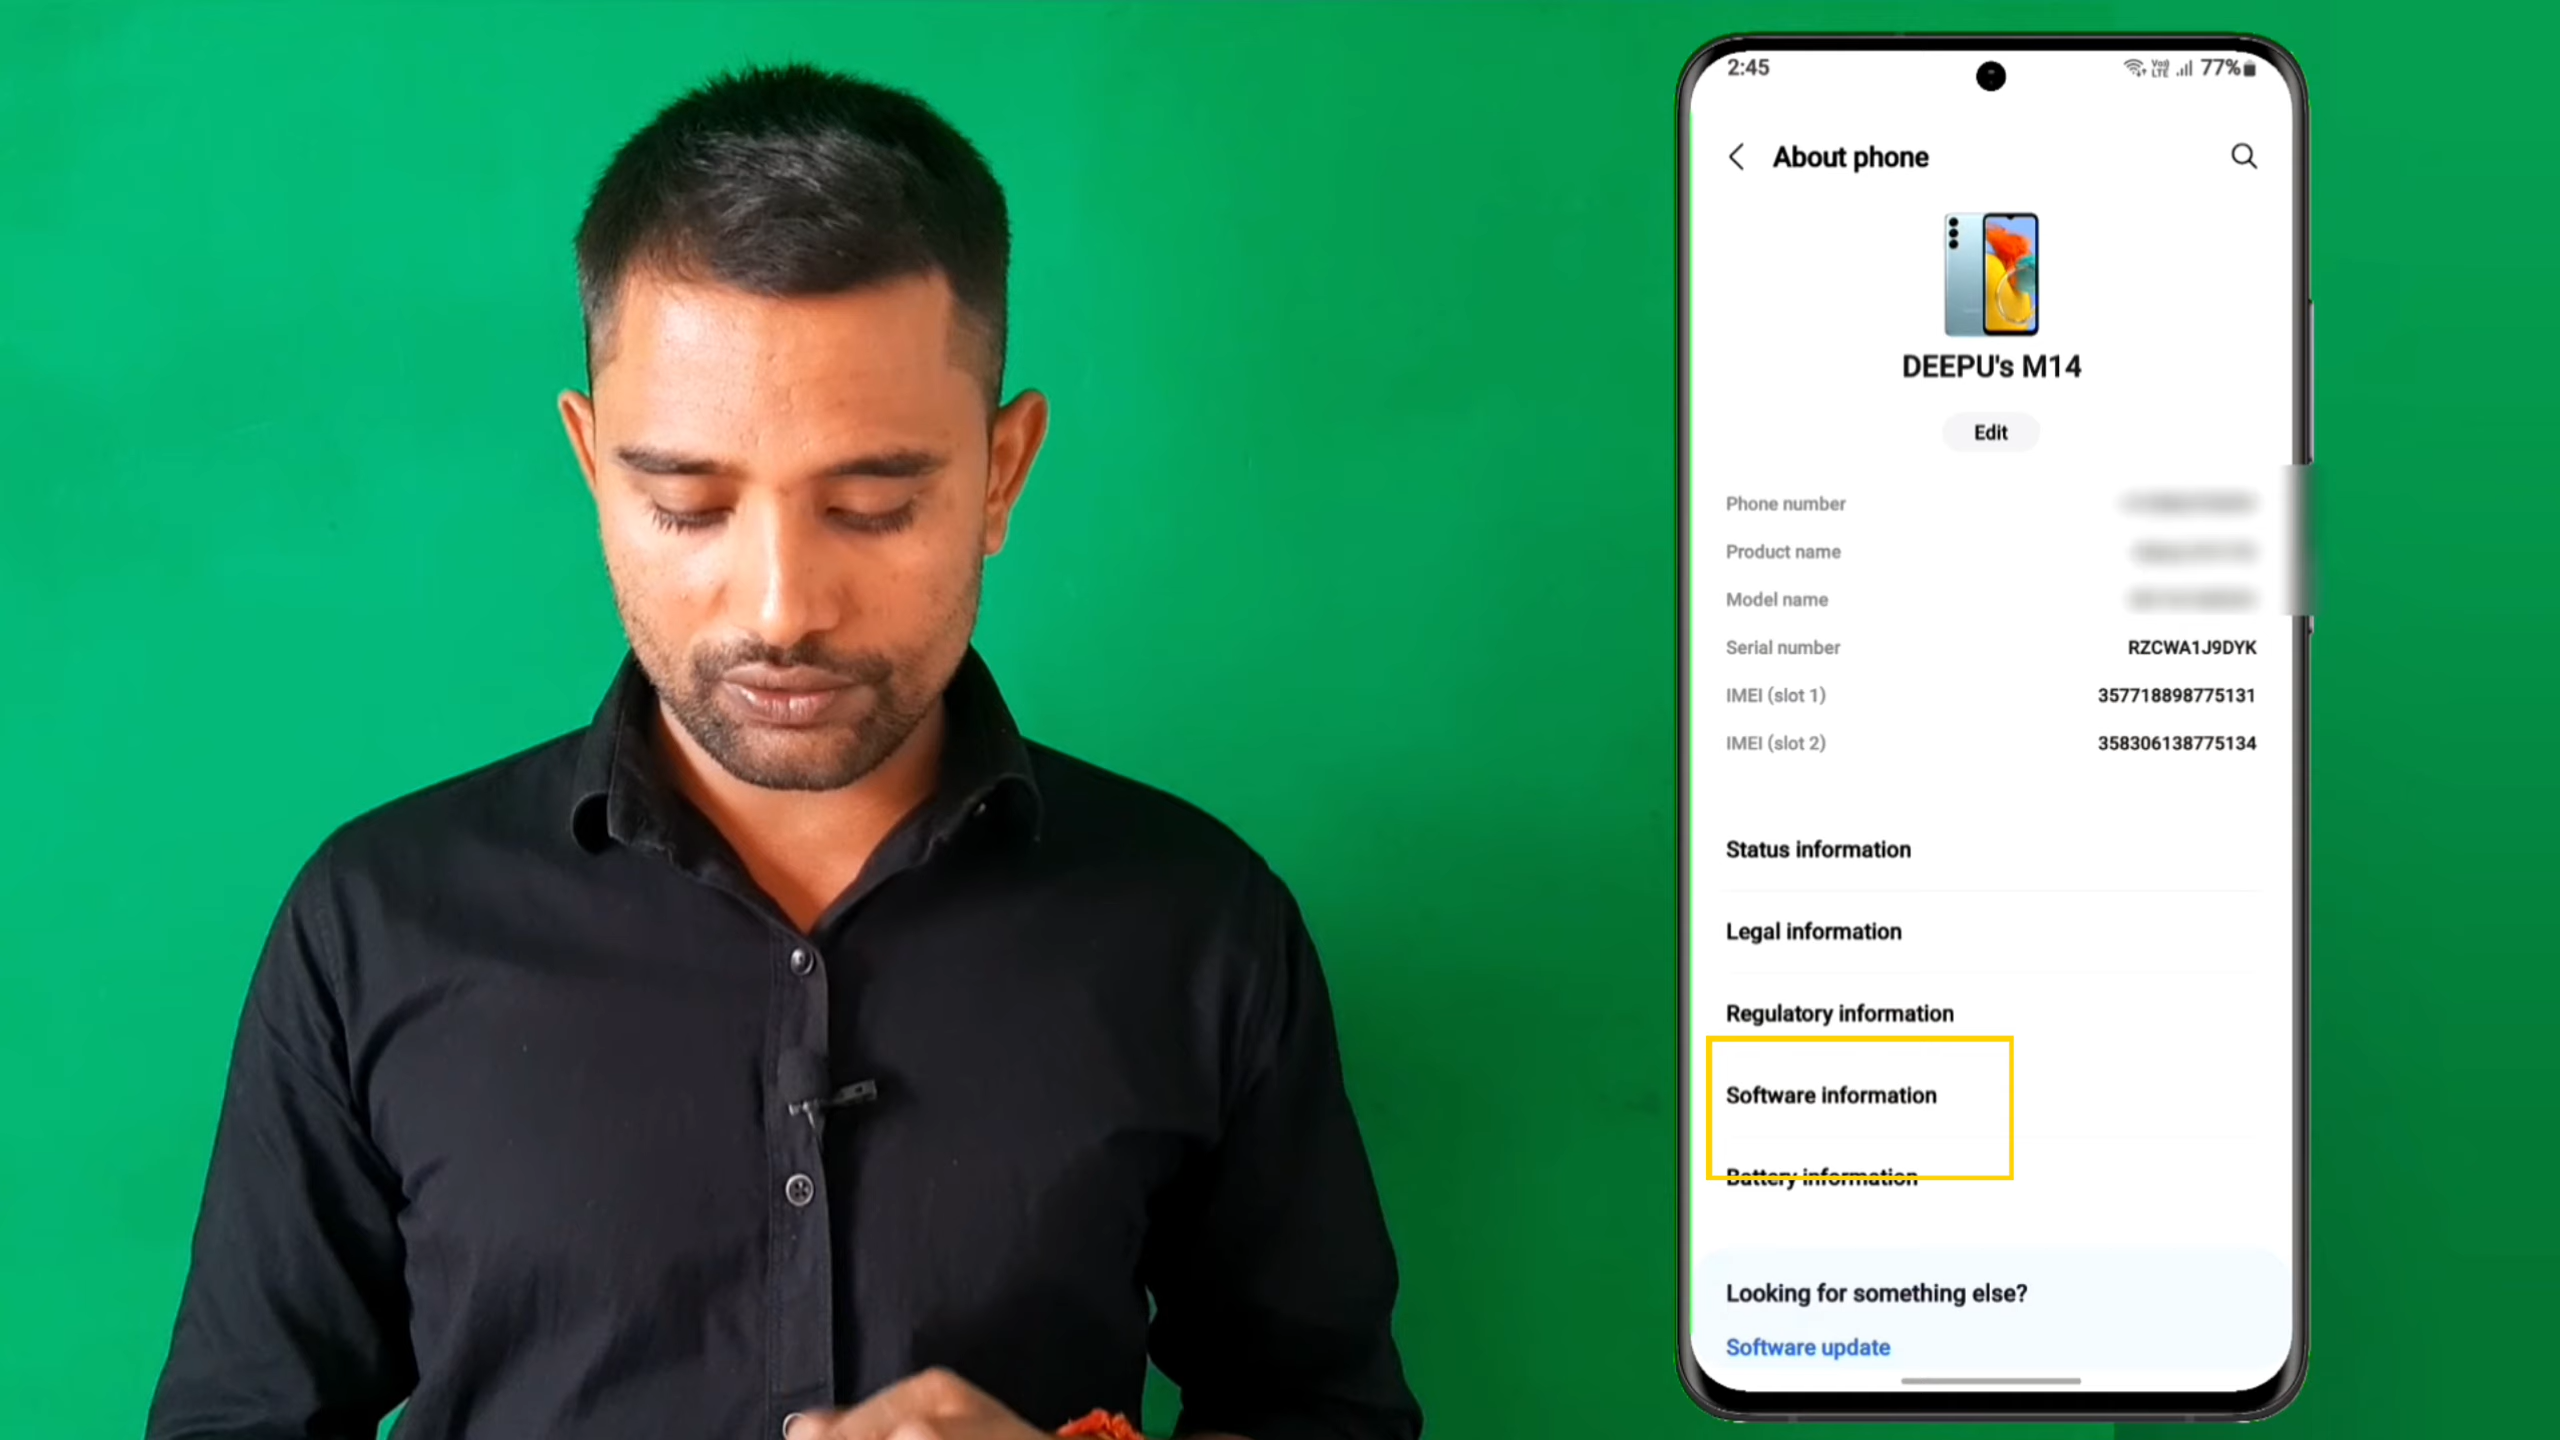 2:45
Vo) LTE 77%
About phone
DEEPU's M14
Edit
Phone number
Product name
Model name
Serial number RZCWA1J9DYK
IMEI (slot 1) 357718898775131
IMEI (slot 2) 358306138775134
Status information
Legal information
Regulatory information
Software information
Battery information
Looking for something else?
Software update